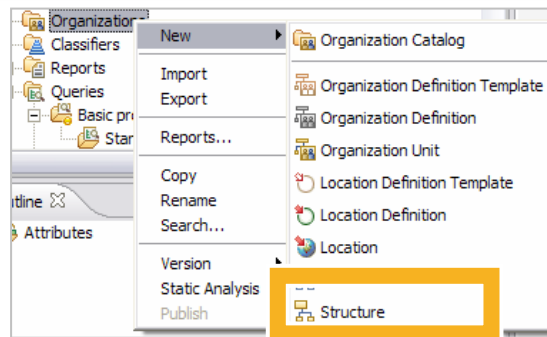 Organizations
Classifiers
Reports
Queries
Basic pr
Star
tline
Attributes
New
Import
Export
Reports...
Copy
Rename
Search...
Version
Static Analysis
Publish
Organization Catalog
Organization Definition Template
Organization Definition
Organization Unit
Location Definition Template
Location Definition
Location
Structure